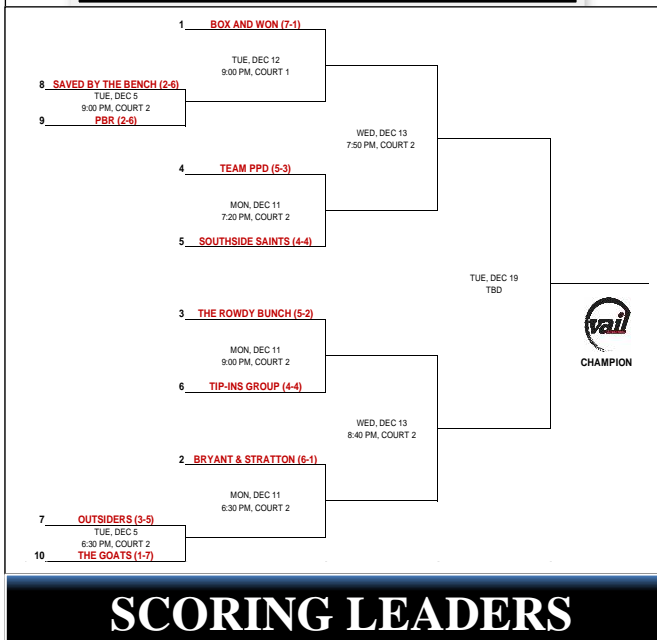 1 BOX AND WON (7-1)
TUE, DEC 12
9:00 PM, COURT 1
8 SAVED BY THE BENCH (2-6)
TUE, DEC 5
9:00 PM, COURT 2
9 PBR (2-6)
WED, DEC 13
7:50 PM, COURT 2
4 TEAM PPD (5-3)
MON, DEC 11
7:20 PM, COURT 2
5 SOUTHSIDE SAINTS (4-4)
TUE, DEC 19
TBD
vail
CHAMPION
3 THE ROWDY BUNCH (5-2)
MON, DEC 11
9:00 PM, COURT 2
6 TIP-INS GROUP (4-4)
WED, DEC 13
8:40 PM, COURT 2
2 BRYANT & STRATTON (6-1)
MON, DEC 11
6:30 PM, COURT 2
7 OUTSIDERS (3-5)
TUE, DEC 5
6:30 PM, COURT 2
10 THE GOATS (1-7)
SCORING LEADERS